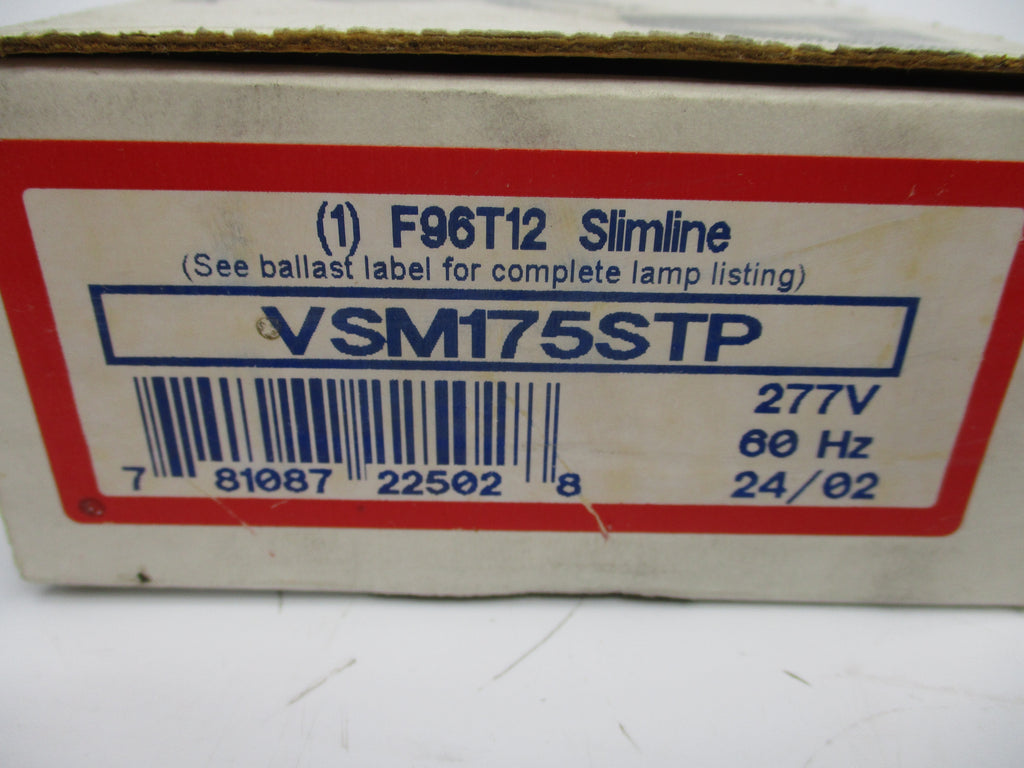 (1) F96T12 Slimline
(See ballast label for complete lamp listing)
VSM175STP
277V
60 Hz
24/02
7 81087 22502 8